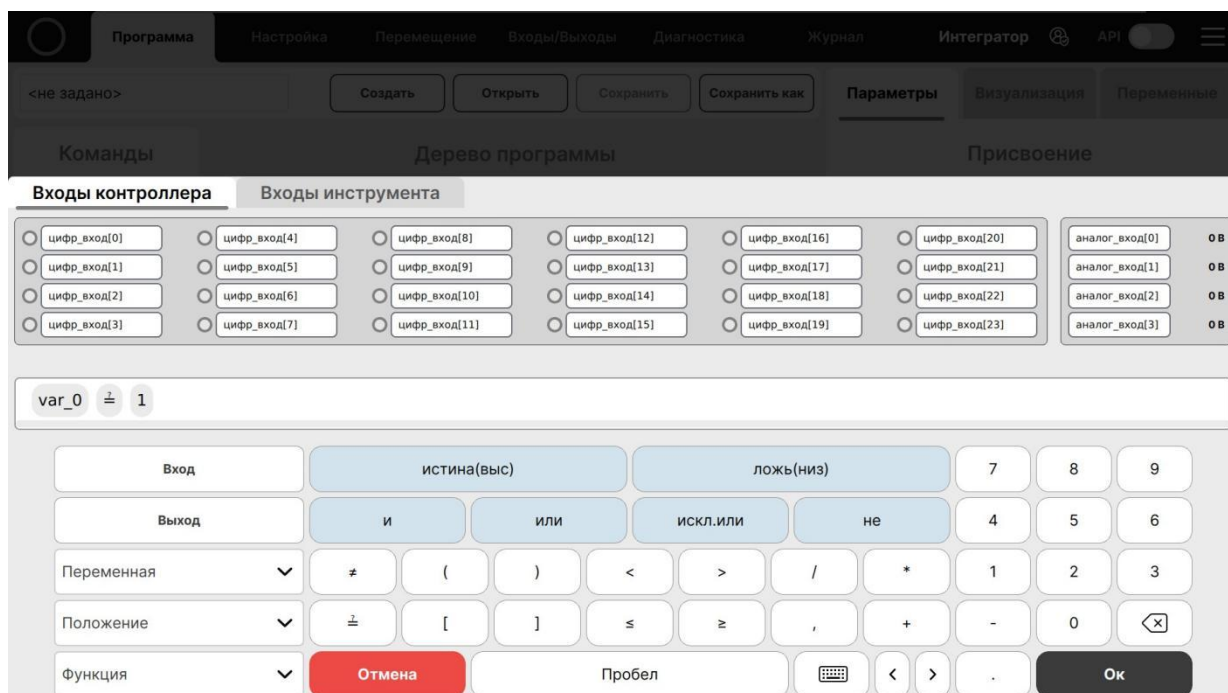 Программа Настройка Перемещение Входы/Выходы Диагностика Журнал Интегратор API
<не задано> Создать Открыть Сохранить Сохранить как Параметры Визуализация Переменные
Команды Дерево программы Присвоение
Входы контроллера Входы инструмента
цифр_вход[0] цифр_вход[4] цифр_вход[8] цифр_вход[12] цифр_вход[16] цифр_вход[20] аналог_вход[0] 0 В
цифр_вход[1] цифр_вход[5] цифр_вход[9] цифр_вход[13] цифр_вход[17] цифр_вход[21] аналог_вход[1] 0 В
цифр_вход[2] цифр_вход[6] цифр_вход[10] цифр_вход[14] цифр_вход[18] цифр_вход[22] аналог_вход[2] 0 В
цифр_вход[3] цифр_вход[7] цифр_вход[11] цифр_вход[15] цифр_вход[19] цифр_вход[23] аналог_вход[3] 0 В
var_0 ≟ 1
Вход истина(выс) ложь(низ) 7 8 9
Выход и или искл.или не 4 5 6
Переменная ≠ ( ) < > / * 1 2 3
Положение ≟ [ ] ≤ ≥ , + - 0
Функция Отмена Пробел < > . Ок